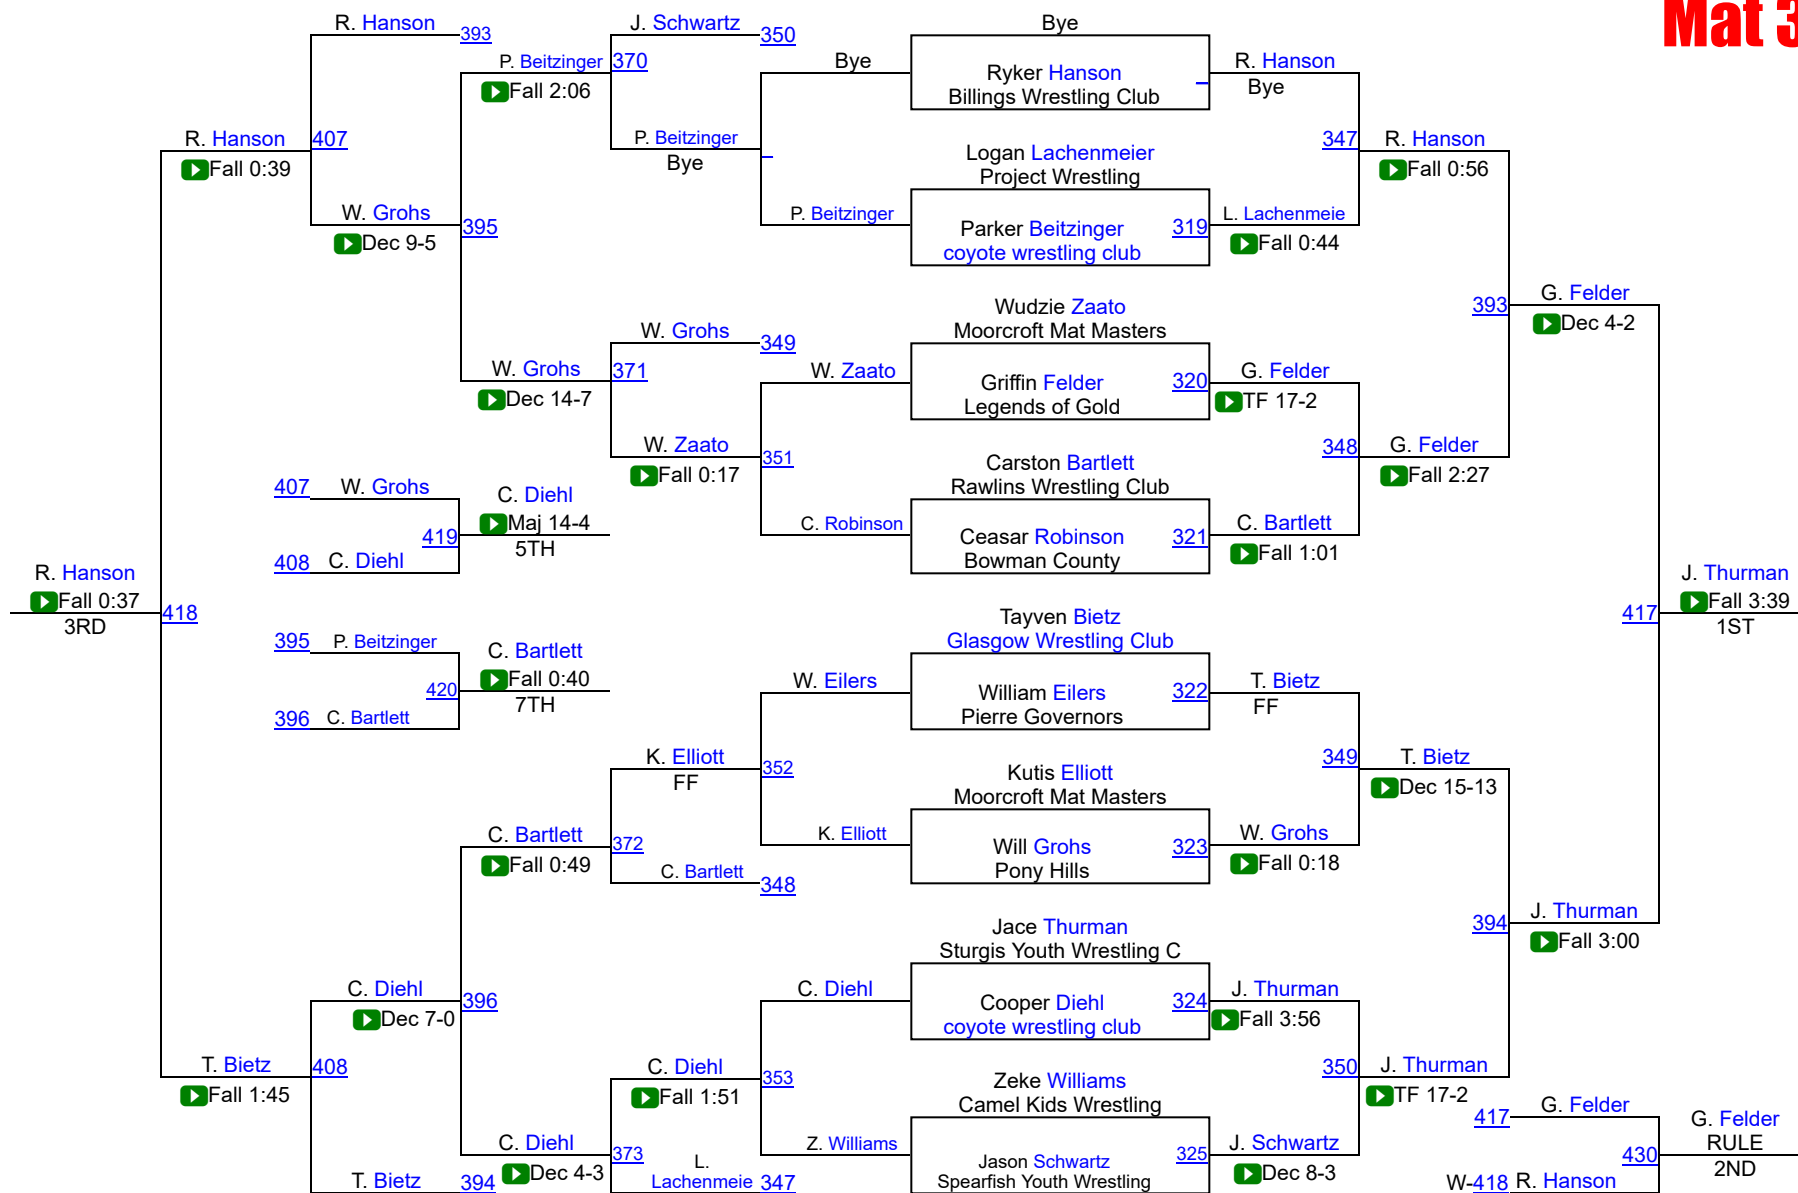 Mat 3
R. Hanson
393
P. Beitzinger
370
Fall 2:06
J. Schwartz
350
Bye
Bye
Ryker Hanson
Billings Wrestling Club
R. Hanson
Bye
R. Hanson
407
Fall 0:39
P. Beitzinger
Bye
Logan Lachenmeier
Project Wrestling
347
R. Hanson
Fall 0:56
W. Grohs
395
Dec 9-5
P. Beitzinger
Parker Beitzinger
319
coyote wrestling club
L. Lachenmeie
Fall 0:44
W. Grohs
349
Wudzie Zaato
Moorcroft Mat Masters
393
G. Felder
Dec 4-2
W. Grohs
371
Dec 14-7
W. Zaato
Griffin Felder
320
Legends of Gold
G. Felder
TF 17-2
W. Zaato
351
Fall 0:17
Carston Bartlett
Rawlins Wrestling Club
348
G. Felder
Fall 2:27
407
W. Grohs
C. Diehl
Maj 14-4
419
5TH
408
C. Diehl
C. Robinson
Ceasar Robinson
321
Bowman County
C. Bartlett
Fall 1:01
R. Hanson
Fall 0:37
418
3RD
J. Thurman
Fall 3:39
417
1ST
395
P. Beitzinger
C. Bartlett
Fall 0:40
420
7TH
396
C. Bartlett
Tayven Bietz
Glasgow Wrestling Club
W. Eilers
William Eilers
322
Pierre Governors
T. Bietz
FF
K. Elliott
352
FF
Kutis Elliott
Moorcroft Mat Masters
349
T. Bietz
Dec 15-13
C. Bartlett
372
Fall 0:49
K. Elliott
Will Grohs
323
Pony Hills
W. Grohs
Fall 0:18
C. Bartlett
348
Jace Thurman
Sturgis Youth Wrestling C
394
J. Thurman
Fall 3:00
C. Diehl
396
Dec 7-0
C. Diehl
Cooper Diehl
324
coyote wrestling club
J. Thurman
Fall 3:56
T. Bietz
408
Fall 1:45
C. Diehl
353
Fall 1:51
Zeke Williams
Camel Kids Wrestling
350
J. Thurman
TF 17-2
417
G. Felder
G. Felder
RULE
430
2ND
C. Diehl
373
Dec 4-3
Z. Williams
Jason Schwartz
325
Spearfish Youth Wrestling
J. Schwartz
Dec 8-3
T. Bietz
394
L.
Lachenmeie
347
W-418
R. Hanson